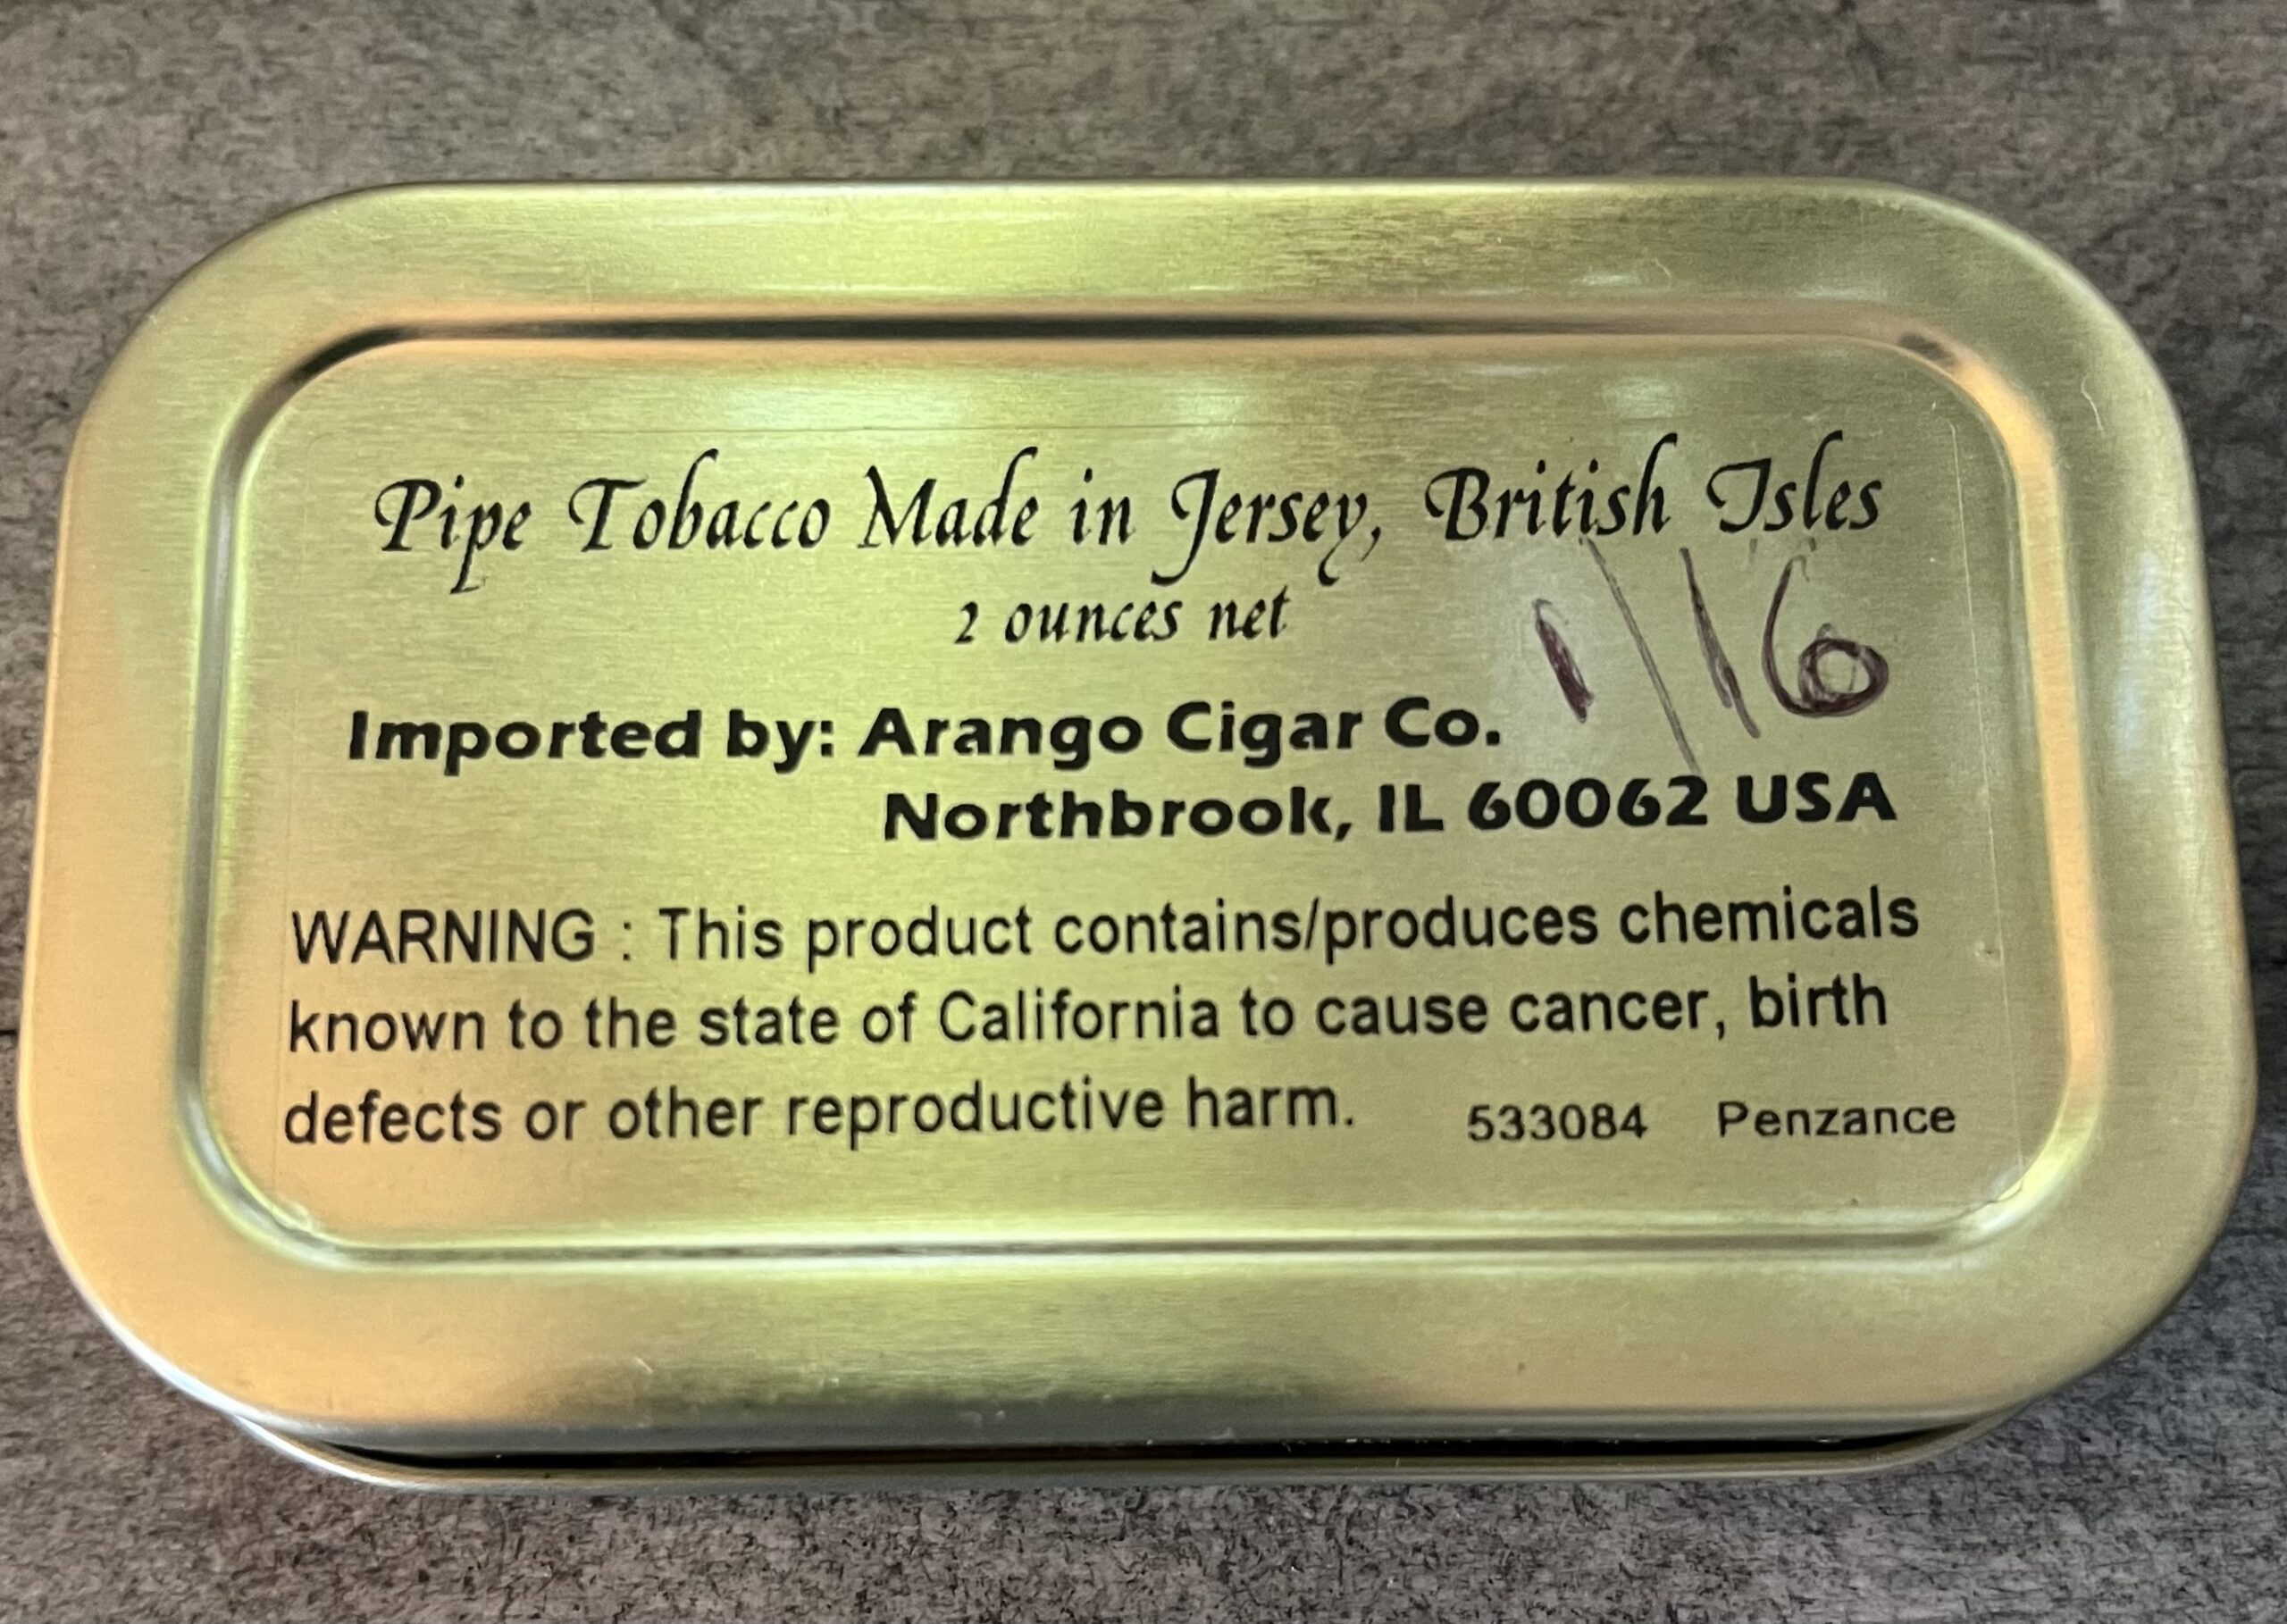 Pipe Tobacco Made in Jersey, British Isles
2 ounces net
1/16
Imported by: Arango Cigar Co.
Northbrook, IL 60062 USA
WARNING : This product contains/produces chemicals
known to the state of California to cause cancer, birth
defects or other reproductive harm. 533084 Penzance